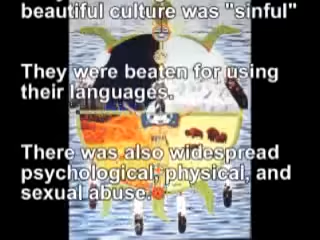 beautiful culture was "sinful"
They were beaten for using
their languages.
There was also widespread
psychological, physical, and
sexual abuse.